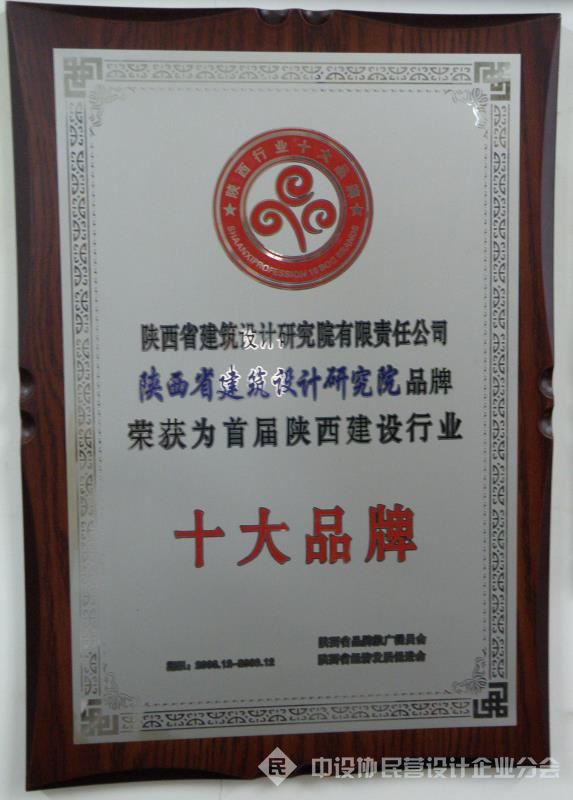 陕西行业十大品牌
陕西省建筑设计研究院有限责任公司
陕西省建筑设计研究院品牌
荣获为首届陕西建设行业
十大品牌
陕西省品牌推广委员会
陕西省经济发展促进会
民 中设协民营设计企业分会